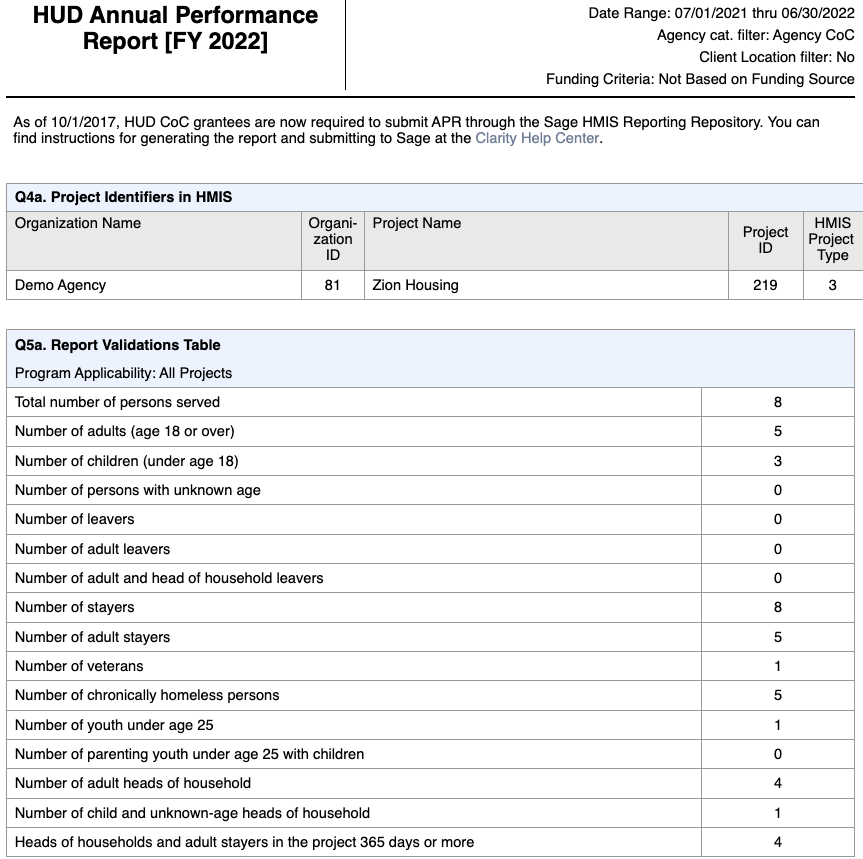 HUD Annual Performance
Report [FY 2022]
Date Range: 07/01/2021 thru 06/30/2022
Agency cat. filter: Agency CoC
Client Location filter: No
Funding Criteria: Not Based on Funding Source
As of 10/1/2017, HUD CoC grantees are now required to submit APR through the Sage HMIS Reporting Repository. You can
find instructions for generating the report and submitting to Sage at the Clarity Help Center.
Q4a. Project Identifiers in HMIS
Organization Name
Organi-
zation
ID
Project Name
Project
ID
HMIS
Project
Type
Demo Agency 81 Zion Housing 219 3
Q5a. Report Validations Table
Program Applicability: All Projects
Total number of persons served 8
Number of adults (age 18 or over) 5
Number of children (under age 18) 3
Number of persons with unknown age 0
Number of leavers 0
Number of adult leavers 0
Number of adult and head of household leavers 0
Number of stayers 8
Number of adult stayers 5
Number of veterans 1
Number of chronically homeless persons 5
Number of youth under age 25 1
Number of parenting youth under age 25 with children 0
Number of adult heads of household 4
Number of child and unknown-age heads of household 1
Heads of households and adult stayers in the project 365 days or more 4